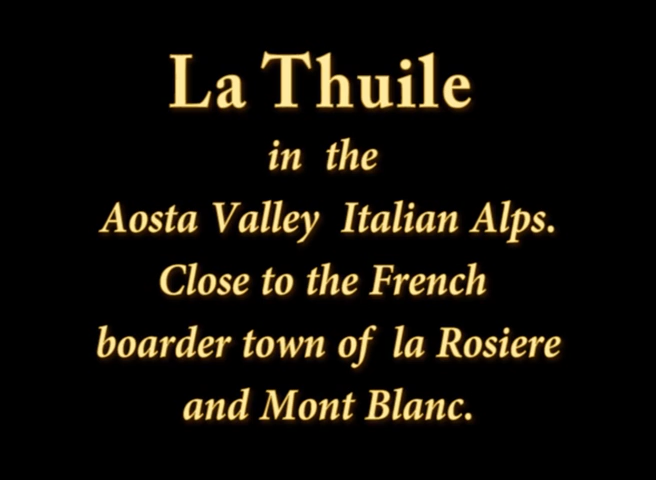 La Thuile
in the
Aosta Valley Italian Alps.
Close to the French
boarder town of la Rosiere
and Mont Blanc.